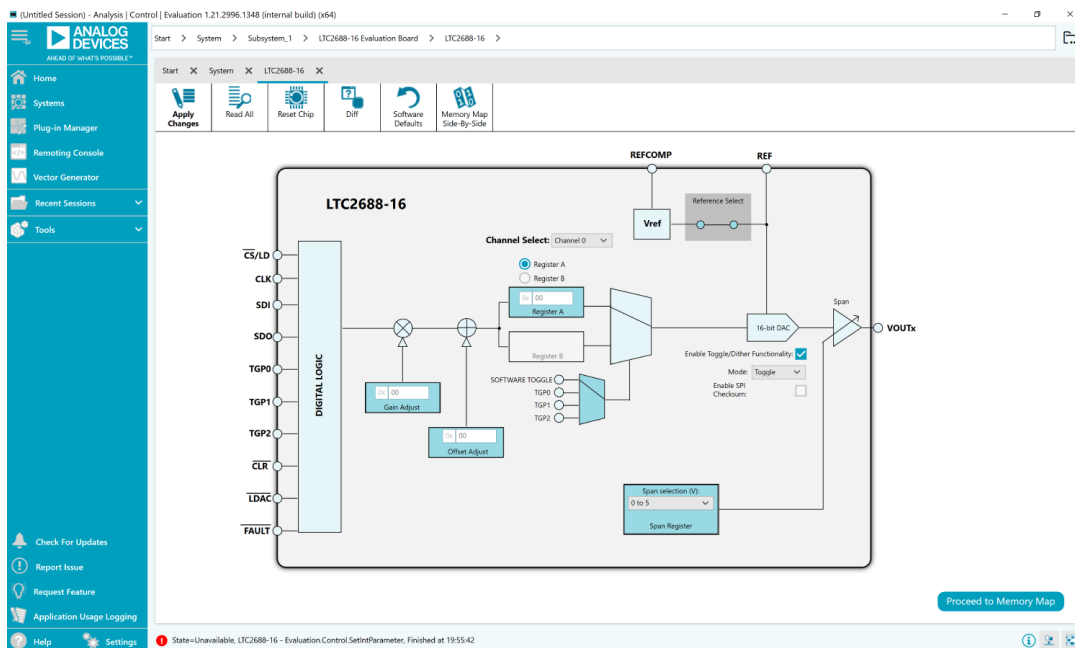 (Untitled Session) - Analysis | Control | Evaluation 1.21.2996.1348 (internal build) (x64)
ANALOG
DEVICES
AHEAD OF WHAT'S POSSIBLE™
Start > System > Subsystem_1 > LTC2688-16 Evaluation Board > LTC2688-16 >
Home
Systems
Plug-in Manager
Remoting Console
Vector Generator
Recent Sessions
Tools
Check For Updates
Report Issue
Request Feature
Application Usage Logging
Help
Settings
Start
System
LTC2688-16
Apply
Changes
Read All
Reset Chip
Diff
Software
Defaults
Memory Map
Side-By-Side
REFCOMP
REF
LTC2688-16
Vref
Reference Select
Channel Select: Channel 0
Register A
Register B
0x 00
Register A
Register B
CS/LD
CLK
SDI
SDO
TGP0
TGP1
TGP2
CLR
LDAC
FAULT
DIGITAL LOGIC
0x 00
Gain Adjust
0x 00
Offset Adjust
SOFTWARE TOGGLE
TGP0
TGP1
TGP2
16-bit DAC
Span
VOUTx
Enable Toggle/Dither Functionality:
Mode: Toggle
Enable SPI
Checksum:
Span selection (V):
0 to 5
Span Register
Proceed to Memory Map
State=Unavailable, LTC2688-16 - Evaluation.Control.SetIntParameter, Finished at 19:55:42